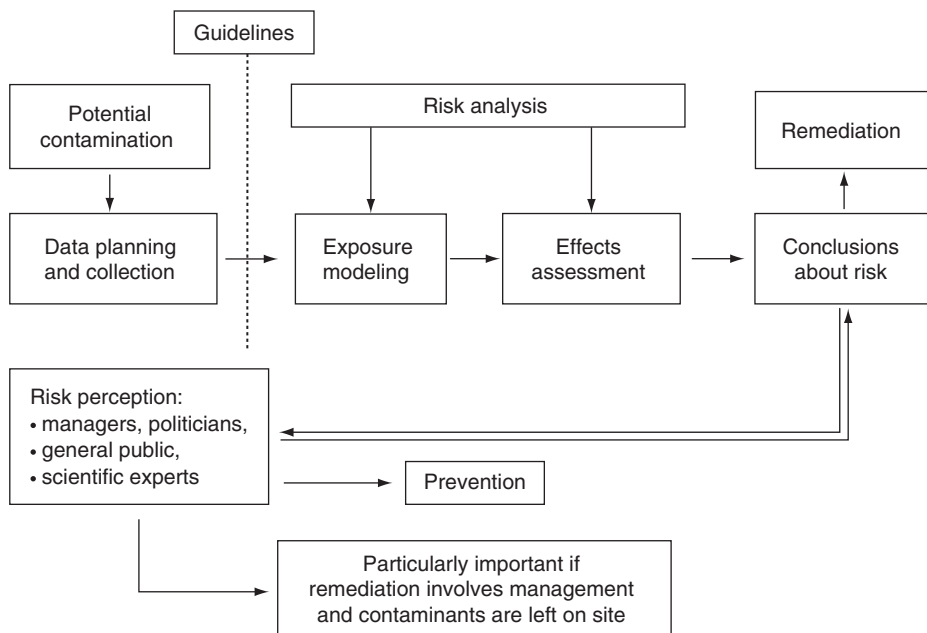 Guidelines
Potential
contamination
Risk analysis
Remediation
Data planning
and collection
Exposure
modeling
Effects
assessment
Conclusions
about risk
Risk perception:
• managers, politicians,
• general public,
• scientific experts
Prevention
Particularly important if
remediation involves management
and contaminants are left on site